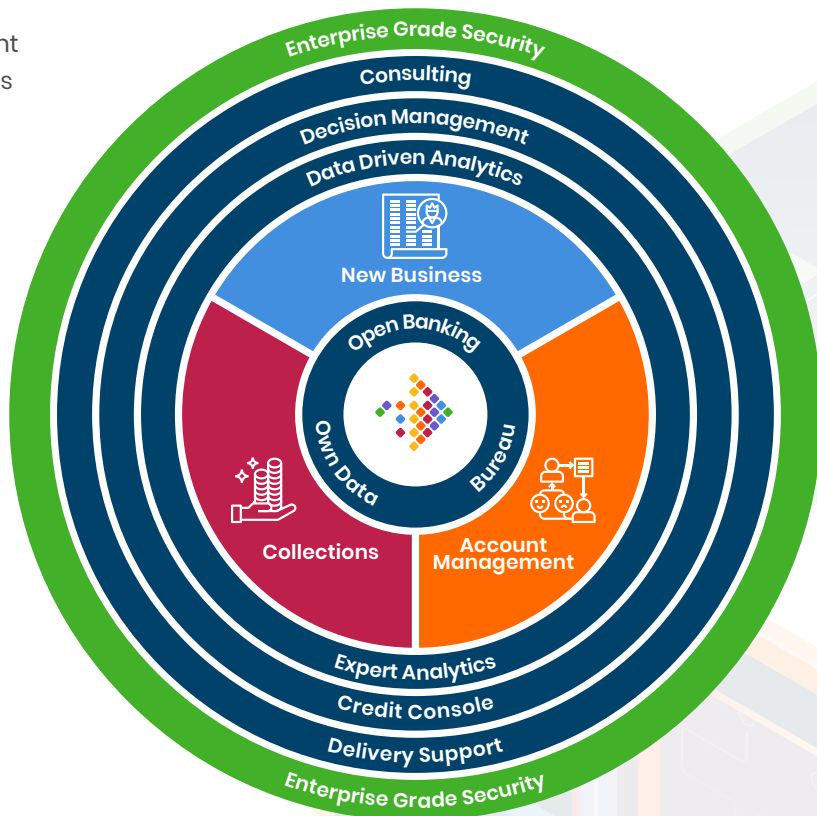 Enterprise Grade Security
Consulting
Decision Management
Data Driven Analytics
New Business
Open Banking
Own Data
Bureau
Collections
Account
Management
Expert Analytics
Credit Console
Delivery Support
Enterprise Grade Security